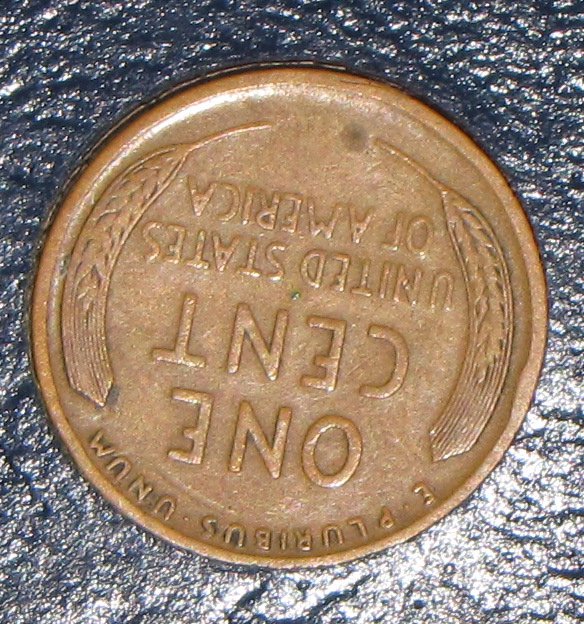 E · PLURIBUS · UNUM
ONE
CENT
UNITED STATES
OF AMERICA